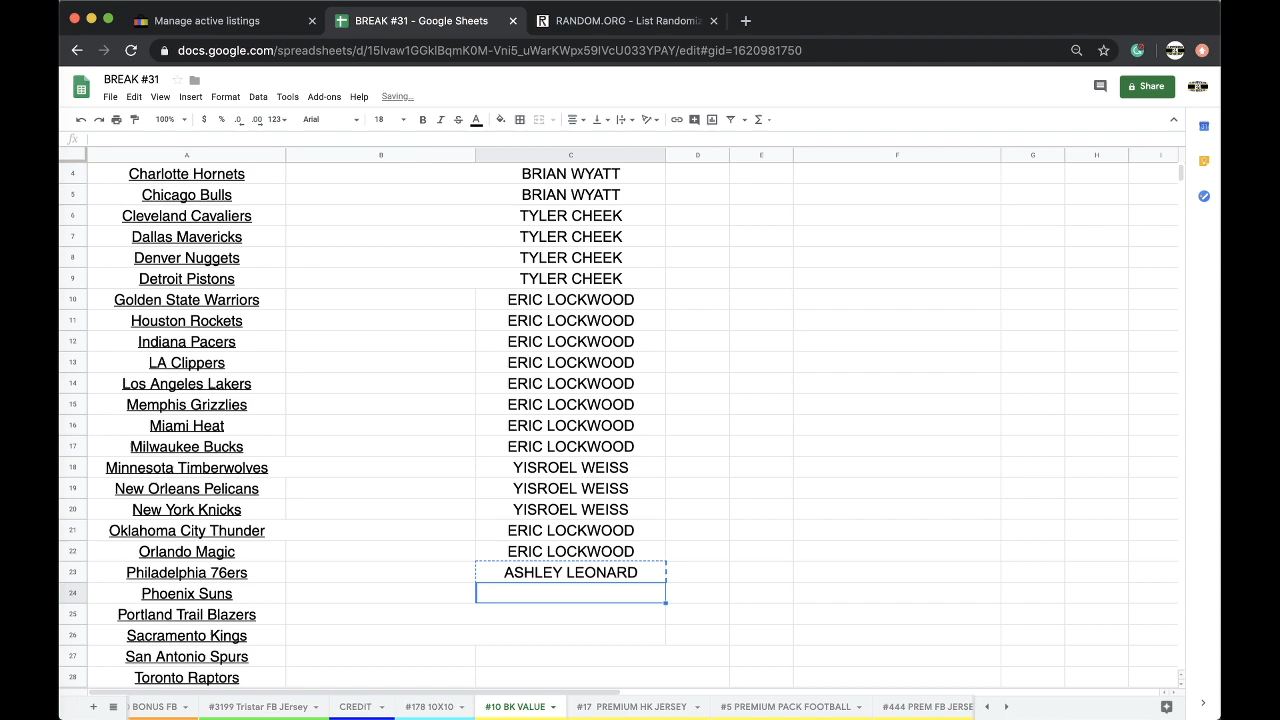 Manage active listings
BREAK #31 - Google Sheets
RANDOM.ORG - List Randomiz
docs.google.com/spreadsheets/d/15Ivaw1GGkIBqmK0M-Vni5_uWarKWpx59IVcU033YPAY/edit#gid=1620981750
BREAK #31
File Edit View Insert Format Data Tools Add-ons Help Saving…
Share
100% $ % .0 .00 123 Arial 18 B I S A
fx
A B C D E F G H I
4 Charlotte Hornets BRIAN WYATT
5 Chicago Bulls BRIAN WYATT
6 Cleveland Cavaliers TYLER CHEEK
7 Dallas Mavericks TYLER CHEEK
8 Denver Nuggets TYLER CHEEK
9 Detroit Pistons TYLER CHEEK
10 Golden State Warriors ERIC LOCKWOOD
11 Houston Rockets ERIC LOCKWOOD
12 Indiana Pacers ERIC LOCKWOOD
13 LA Clippers ERIC LOCKWOOD
14 Los Angeles Lakers ERIC LOCKWOOD
15 Memphis Grizzlies ERIC LOCKWOOD
16 Miami Heat ERIC LOCKWOOD
17 Milwaukee Bucks ERIC LOCKWOOD
18 Minnesota Timberwolves YISROEL WEISS
19 New Orleans Pelicans YISROEL WEISS
20 New York Knicks YISROEL WEISS
21 Oklahoma City Thunder ERIC LOCKWOOD
22 Orlando Magic ERIC LOCKWOOD
23 Philadelphia 76ers ASHLEY LEONARD
24 Phoenix Suns
25 Portland Trail Blazers
26 Sacramento Kings
27 San Antonio Spurs
28 Toronto Raptors
BONUS FB #3199 Tristar FB JErsey CREDIT #178 10X10 #10 BK VALUE #17 PREMIUM HK JERSEY #5 PREMIUM PACK FOOTBALL #444 PREM FB JERSE